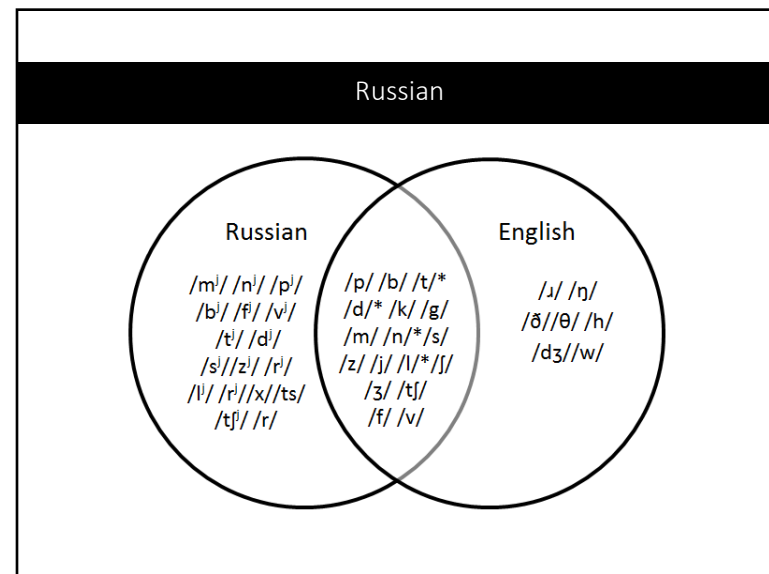 Russian
Russian
/mʲ/ /nʲ/ /pʲ/
/bʲ/ /fʲ/ /vʲ/
/tʲ/ /dʲ/
/sʲ//zʲ/ /rʲ/
/lʲ/ /rʲ//x//ts/
/tʃʲ/ /r/
/p/ /b/ /t/*
/d/* /k/ /g/
/m/ /n/*/s/
/z/ /j/ /l/*/ʃ/
/ʒ/ /tʃ/
/f/ /v/
English
/ɹ/ /ŋ/
/ð//θ/ /h/
/dʒ//w/